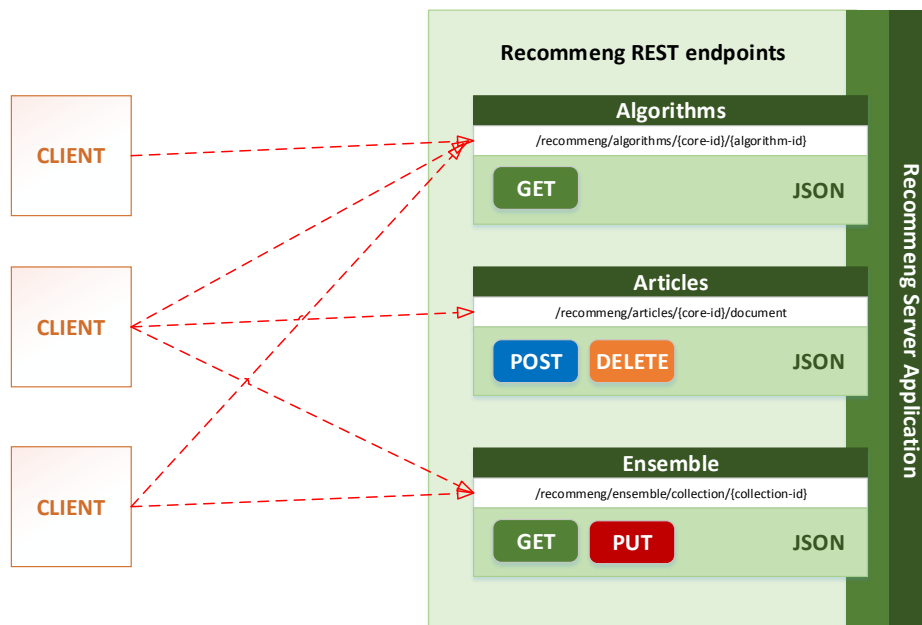 Recommeng REST endpoints
Algorithms
/recommeng/algorithms/{core-id}/{algorithm-id}
GET
JSON
CLIENT
Articles
/recommeng/articles/{core-id}/document
POST
DELETE
JSON
CLIENT
Ensemble
/recommeng/ensemble/collection/{collection-id}
GET
PUT
JSON
CLIENT
Recommeng Server Application